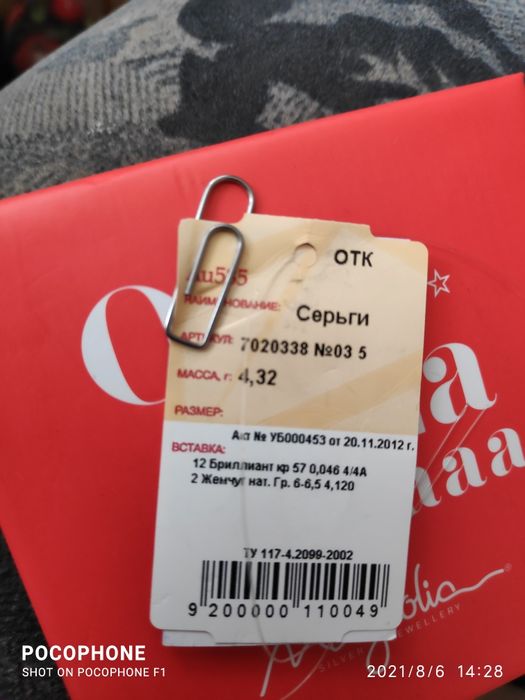 ОТК
Au585
НАИМЕНОВАНИЕ: Серьги
АРТИКУЛ: 7020338 №03 5
МАССА, г: 4,32
РАЗМЕР:
Акт № УБ000453 от 20.11.2012 г.
ВСТАВКА:
12 Бриллиант кр 57 0,046 4/4А
2 Жемчуг нат. Гр. 6-6,5 4,120
ТУ 117-4.2099-2002
9 200000 110049
SILVER JEWELLERY
POCOPHONE
SHOT ON POCOPHONE F1
2021/8/6 14:28